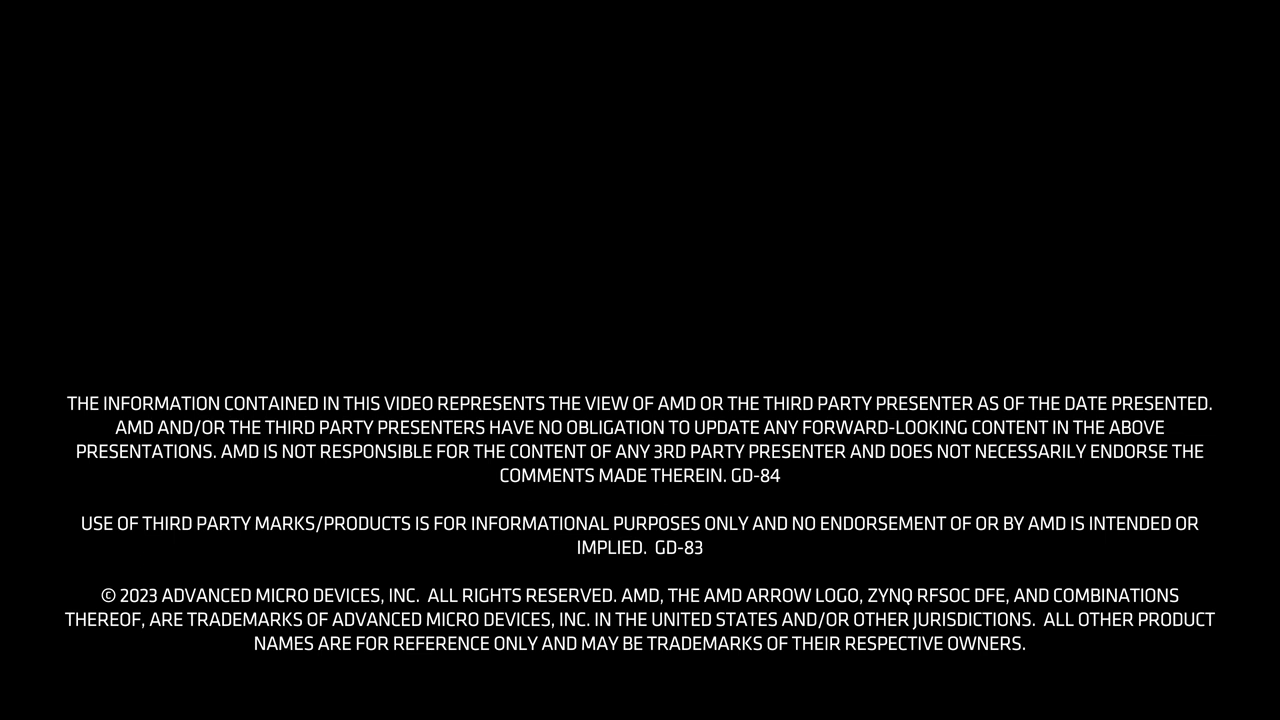 THE INFORMATION CONTAINED IN THIS VIDEO REPRESENTS THE VIEW OF AMD OR THE THIRD PARTY PRESENTER AS OF THE DATE PRESENTED.
AMD AND/OR THE THIRD PARTY PRESENTERS HAVE NO OBLIGATION TO UPDATE ANY FORWARD-LOOKING CONTENT IN THE ABOVE
PRESENTATIONS. AMD IS NOT RESPONSIBLE FOR THE CONTENT OF ANY 3RD PARTY PRESENTER AND DOES NOT NECESSARILY ENDORSE THE
COMMENTS MADE THEREIN. GD-84
USE OF THIRD PARTY MARKS/PRODUCTS IS FOR INFORMATIONAL PURPOSES ONLY AND NO ENDORSEMENT OF OR BY AMD IS INTENDED OR
IMPLIED.  GD-83
© 2023 ADVANCED MICRO DEVICES, INC.  ALL RIGHTS RESERVED. AMD, THE AMD ARROW LOGO, ZYNQ RFSOC DFE, AND COMBINATIONS
THEREOF, ARE TRADEMARKS OF ADVANCED MICRO DEVICES, INC. IN THE UNITED STATES AND/OR OTHER JURISDICTIONS.  ALL OTHER PRODUCT
NAMES ARE FOR REFERENCE ONLY AND MAY BE TRADEMARKS OF THEIR RESPECTIVE OWNERS.